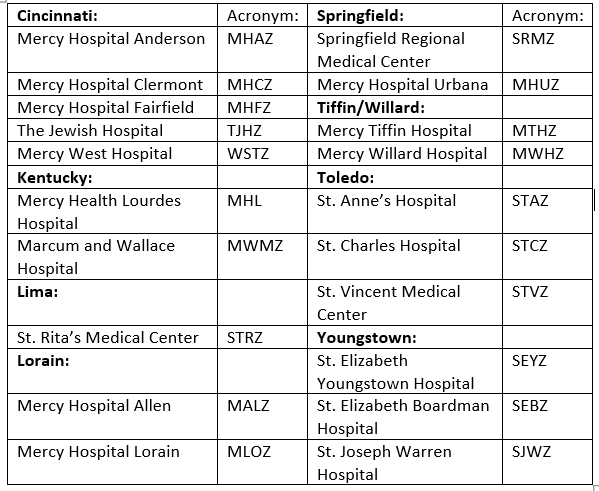 Cincinnati: Acronym: Springfield: Acronym:
Mercy Hospital Anderson MHAZ Springfield Regional SRMZ
Medical Center
Mercy Hospital Clermont MHCZ Mercy Hospital Urbana MHUZ
Mercy Hospital Fairfield MHFZ Tiffin/Willard:
The Jewish Hospital TJHZ Mercy Tiffin Hospital MTHZ
Mercy West Hospital WSTZ Mercy Willard Hospital MWHZ
Kentucky: Toledo:
Mercy Health Lourdes MHL St. Anne’s Hospital STAZ
Hospital
Marcum and Wallace MWMZ St. Charles Hospital STCZ
Hospital
Lima: St. Vincent Medical STVZ
Center
St. Rita’s Medical Center STRZ Youngstown:
Lorain: St. Elizabeth SEYZ
Youngstown Hospital
Mercy Hospital Allen MALZ St. Elizabeth Boardman SEBZ
Hospital
Mercy Hospital Lorain MLOZ St. Joseph Warren SJWZ
Hospital